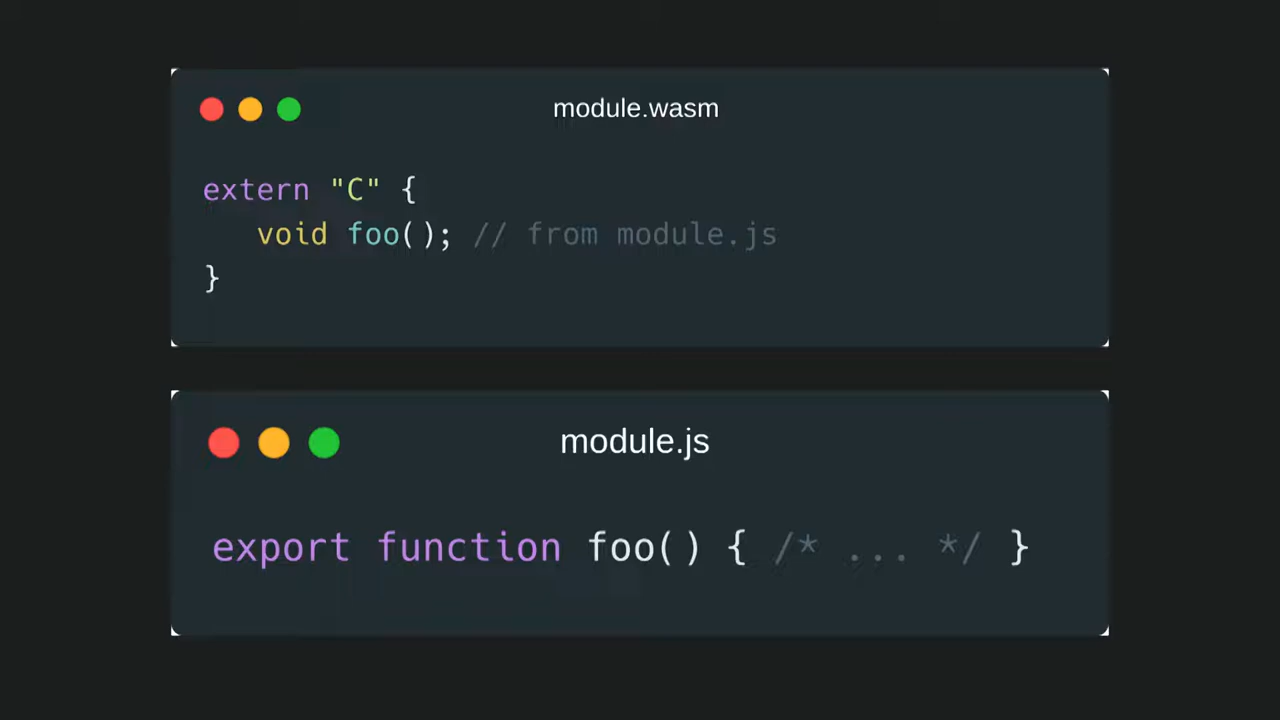 module.wasm
extern "C" {
void foo(); // from module.js
}
module.js
export function foo() { /* ... */ }